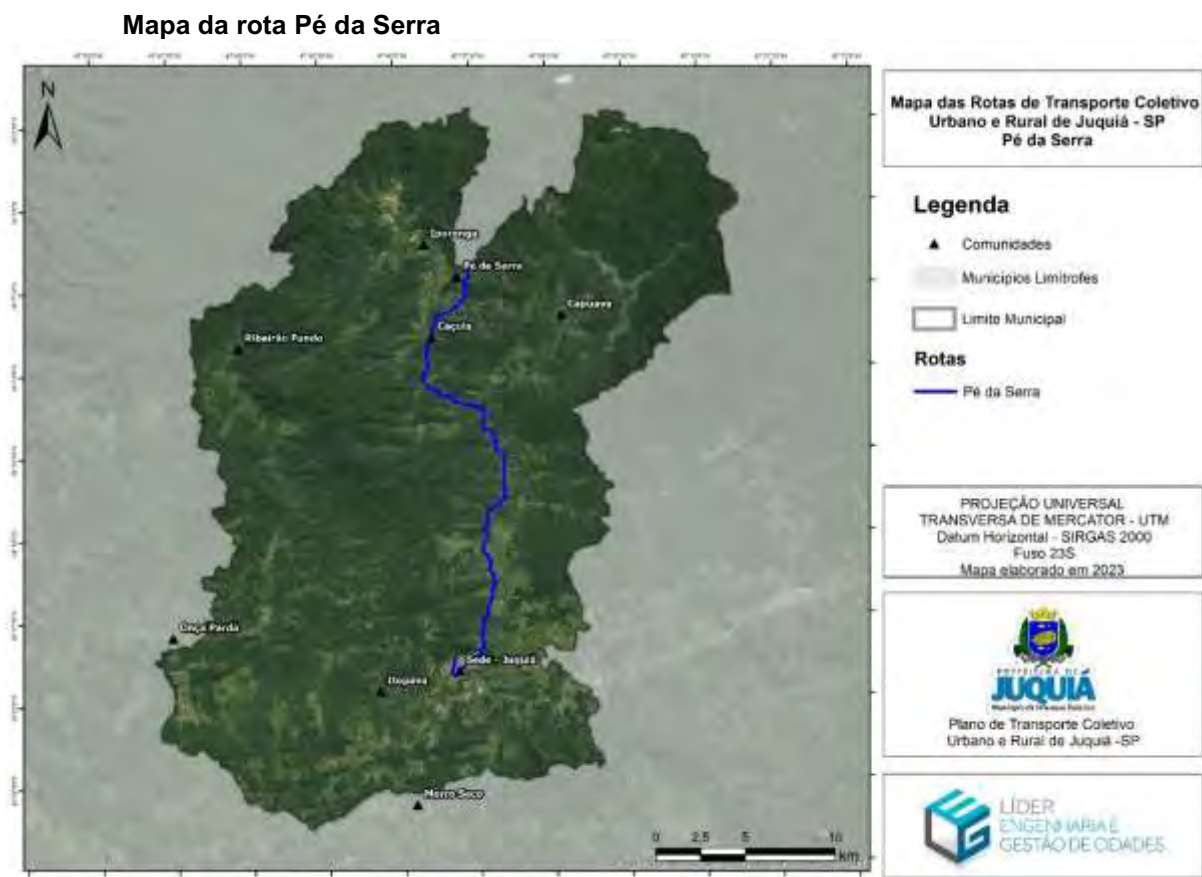 Mapa da rota Pé da Serra
N
Iporanga
Pé da Serra
Capuava
Caçula
Ribeirão Fundo
Onça Parda
Sede - Juquiá
Morro Seco
0 2,5 5 10
km
Mapa das Rotas de Transporte Coletivo
Urbano e Rural de Juquiá - SP
Pé da Serra
Legenda
Comunidades
Municípios Limítrofes
Limite Municipal
Rotas
Pé da Serra
PROJEÇÃO UNIVERSAL
TRANSVERSA DE MERCATOR - UTM
Datum Horizontal - SIRGAS 2000
Fuso 23S
Mapa elaborado em 2023
PREFEITURA DE
JUQUIÁ
Plano de Transporte Coletivo
Urbano e Rural de Juquiá -SP
LÍDER
ENGENHARIA E
GESTÃO DE CIDADES